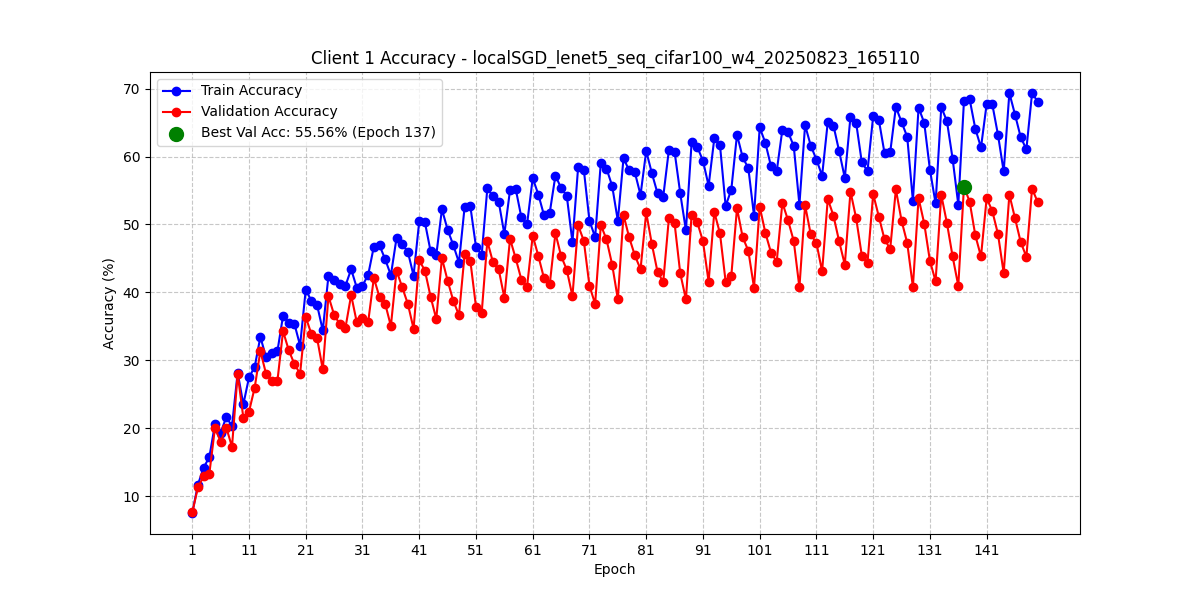 Client 1 Accuracy - localSGD_lenet5_seq_cifar100_w4_20250823_165110
Train Accuracy
Validation Accuracy
Best Val Acc: 55.56% (Epoch 137)
Accuracy (%)
70
60
50
40
30
20
10
1 11 21 31 41 51 61 71 81 91 101 111 121 131 141
Epoch